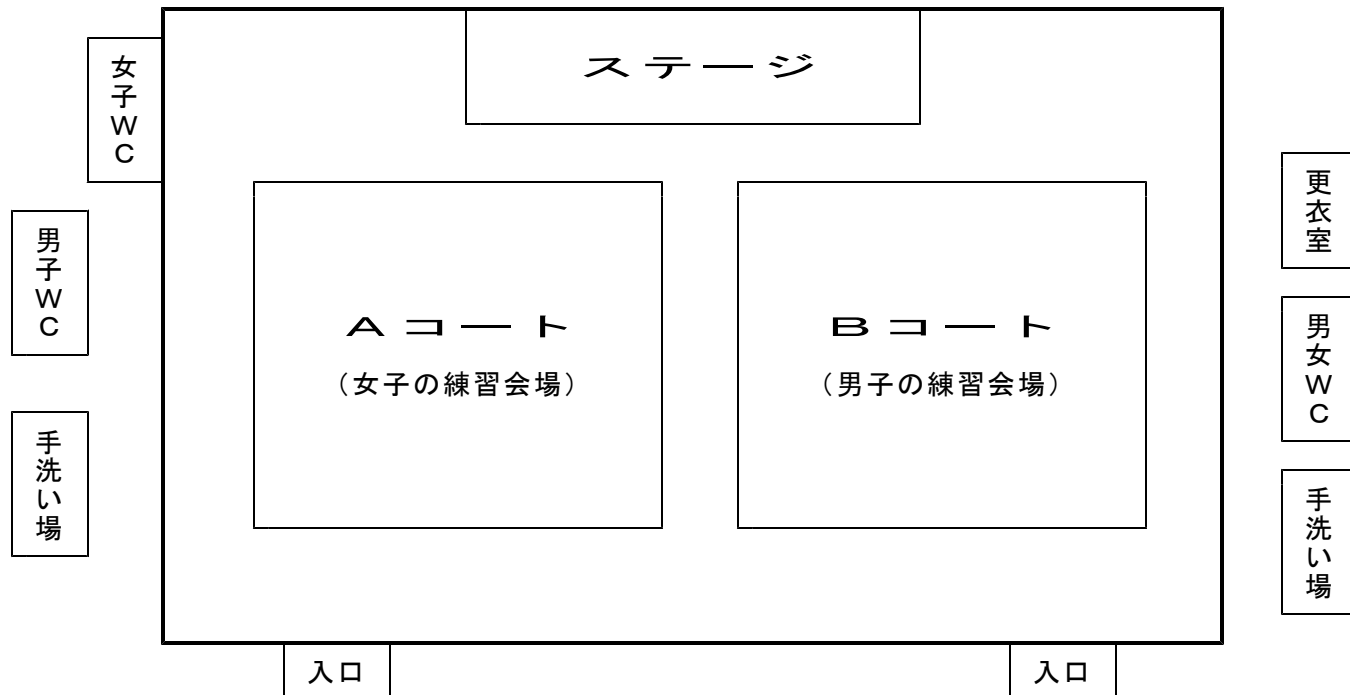 ステージ
女子WC
男子WC
手洗い場
Aコート
（女子の練習会場）
Bコート
（男子の練習会場）
更衣室
男女WC
手洗い場
入口
入口